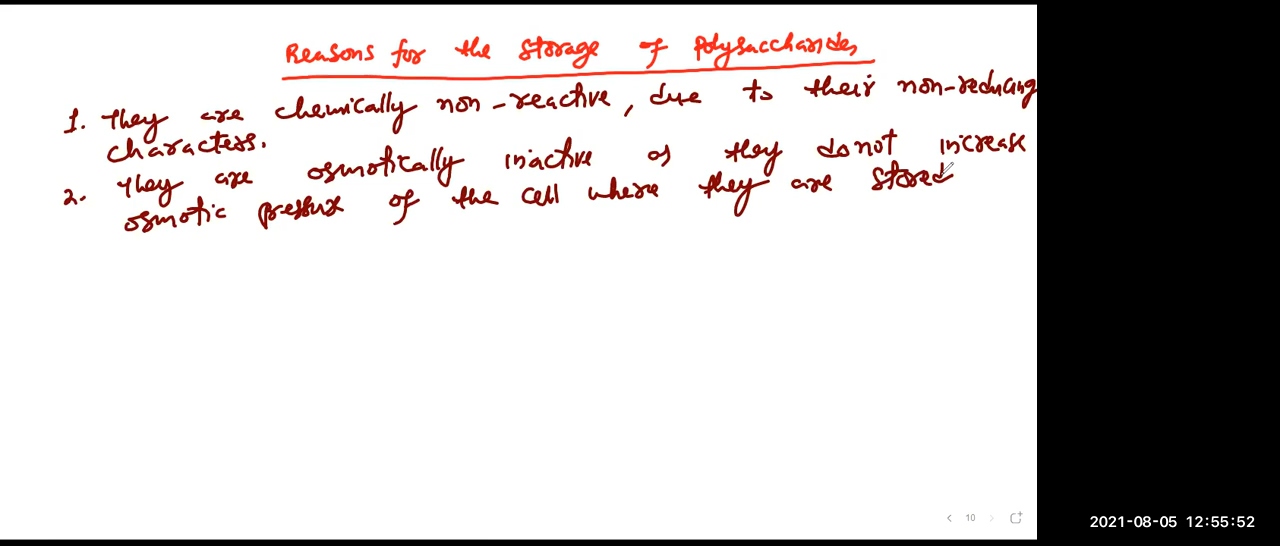 Reasons for the storage of Polysaccharides
1. They are chemically non-reactive, due to their non-reducing
characters.
2. They are osmotically inactive as they do not increase
osmotic pressure of the cell where they are stored
10
2021-08-05 12:55:52